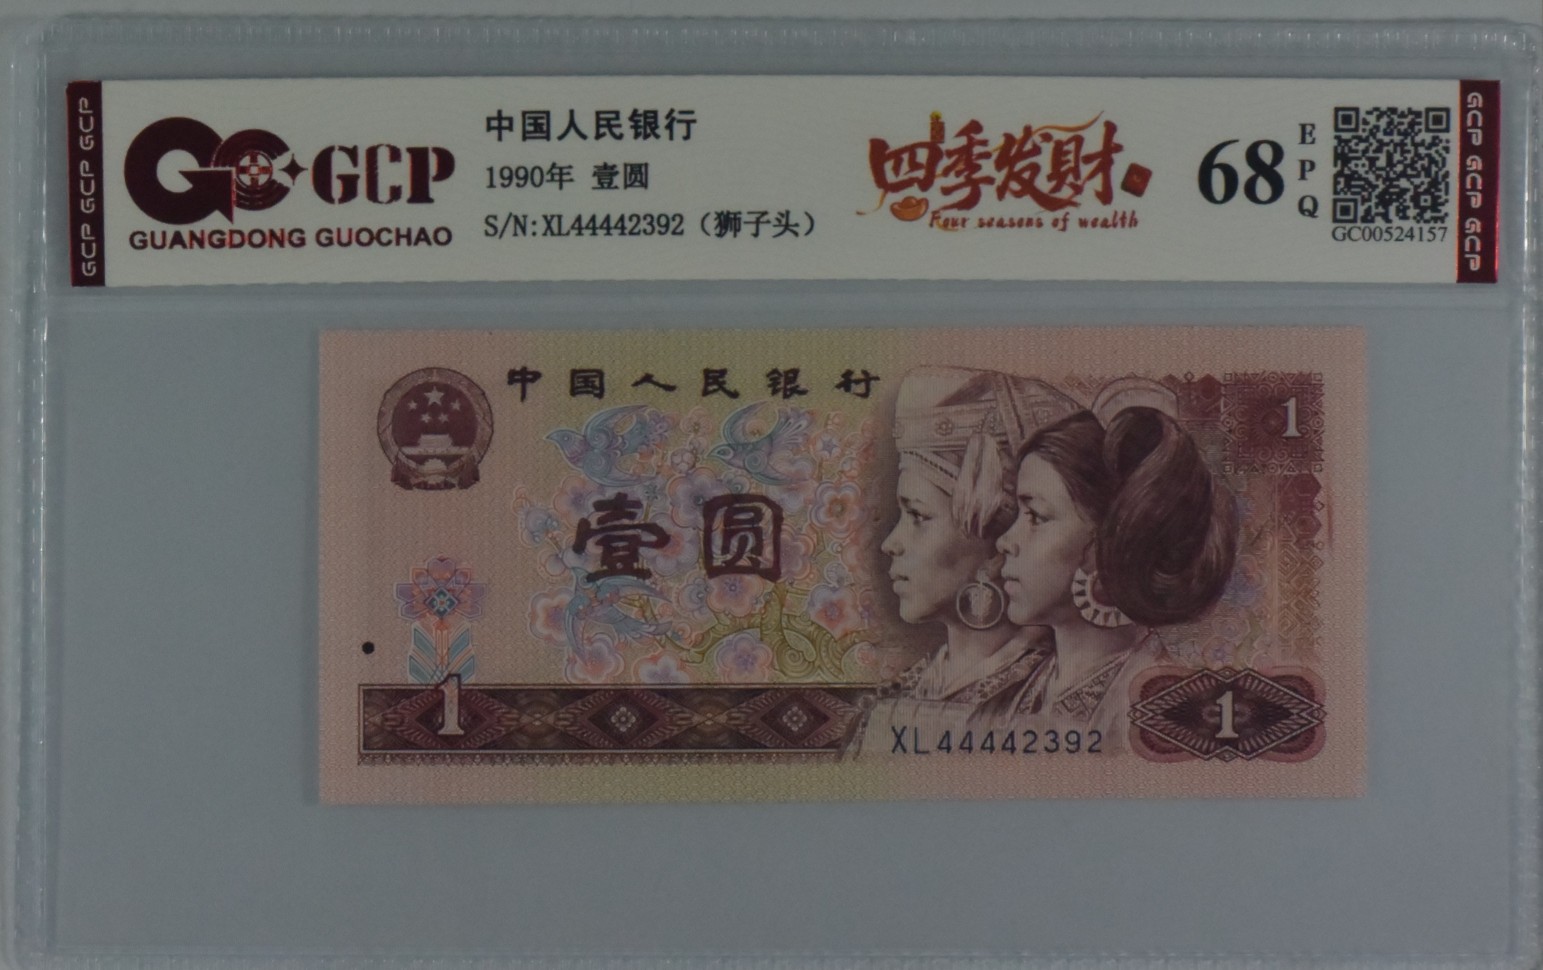 GCP GCP GCP
GCP
GUANGDONG GUOCHAO
中国人民银行
1990年 壹圆
S/N:XL44442392（狮子头）
四季发财
Four seasons of wealth
68
EPQ
GC00524157
GCP GCP GCP
中国人民银行
1
壹圆
1
XL44442392
1